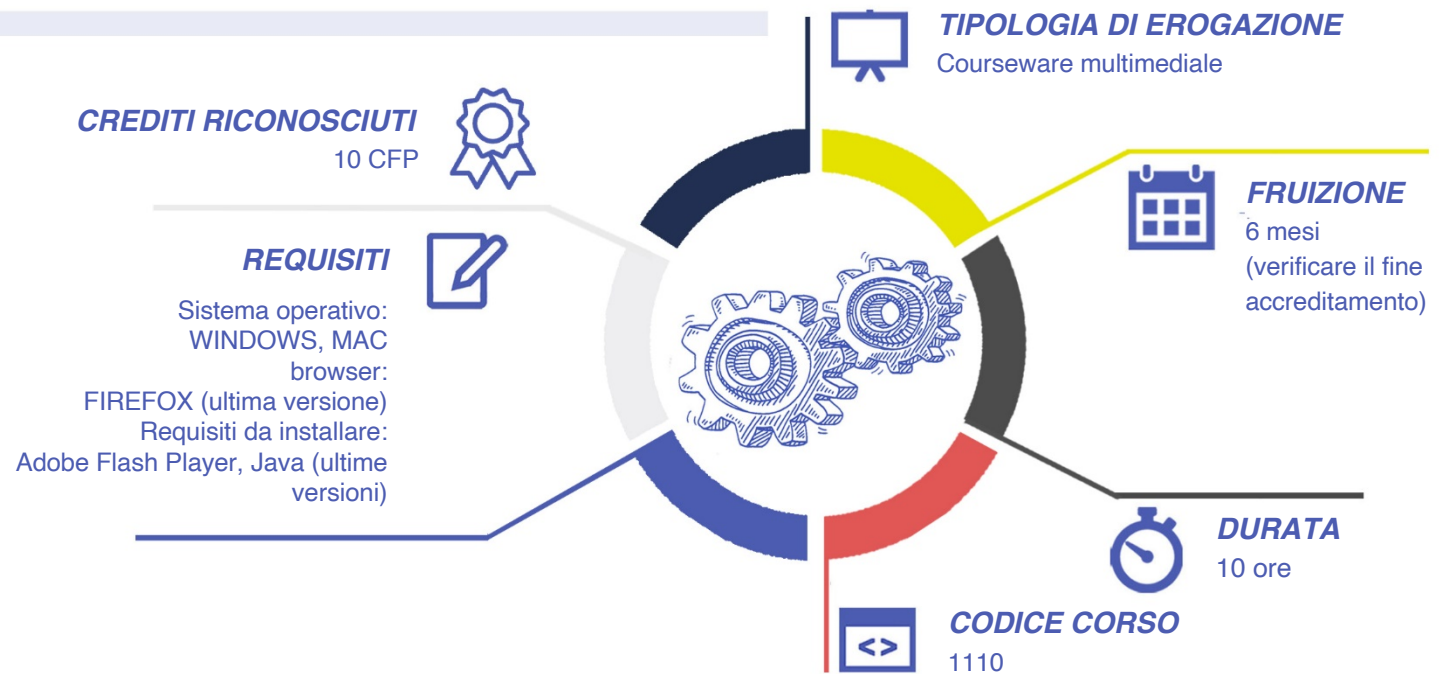 TIPOLOGIA DI EROGAZIONE
Courseware multimediale
CREDITI RICONOSCIUTI
10 CFP
FRUIZIONE
6 mesi
(verificare il fine
accreditamento)
REQUISITI
Sistema operativo:
WINDOWS, MAC
browser:
FIREFOX (ultima versione)
Requisiti da installare:
Adobe Flash Player, Java (ultime
versioni)
DURATA
10 ore
CODICE CORSO
1110